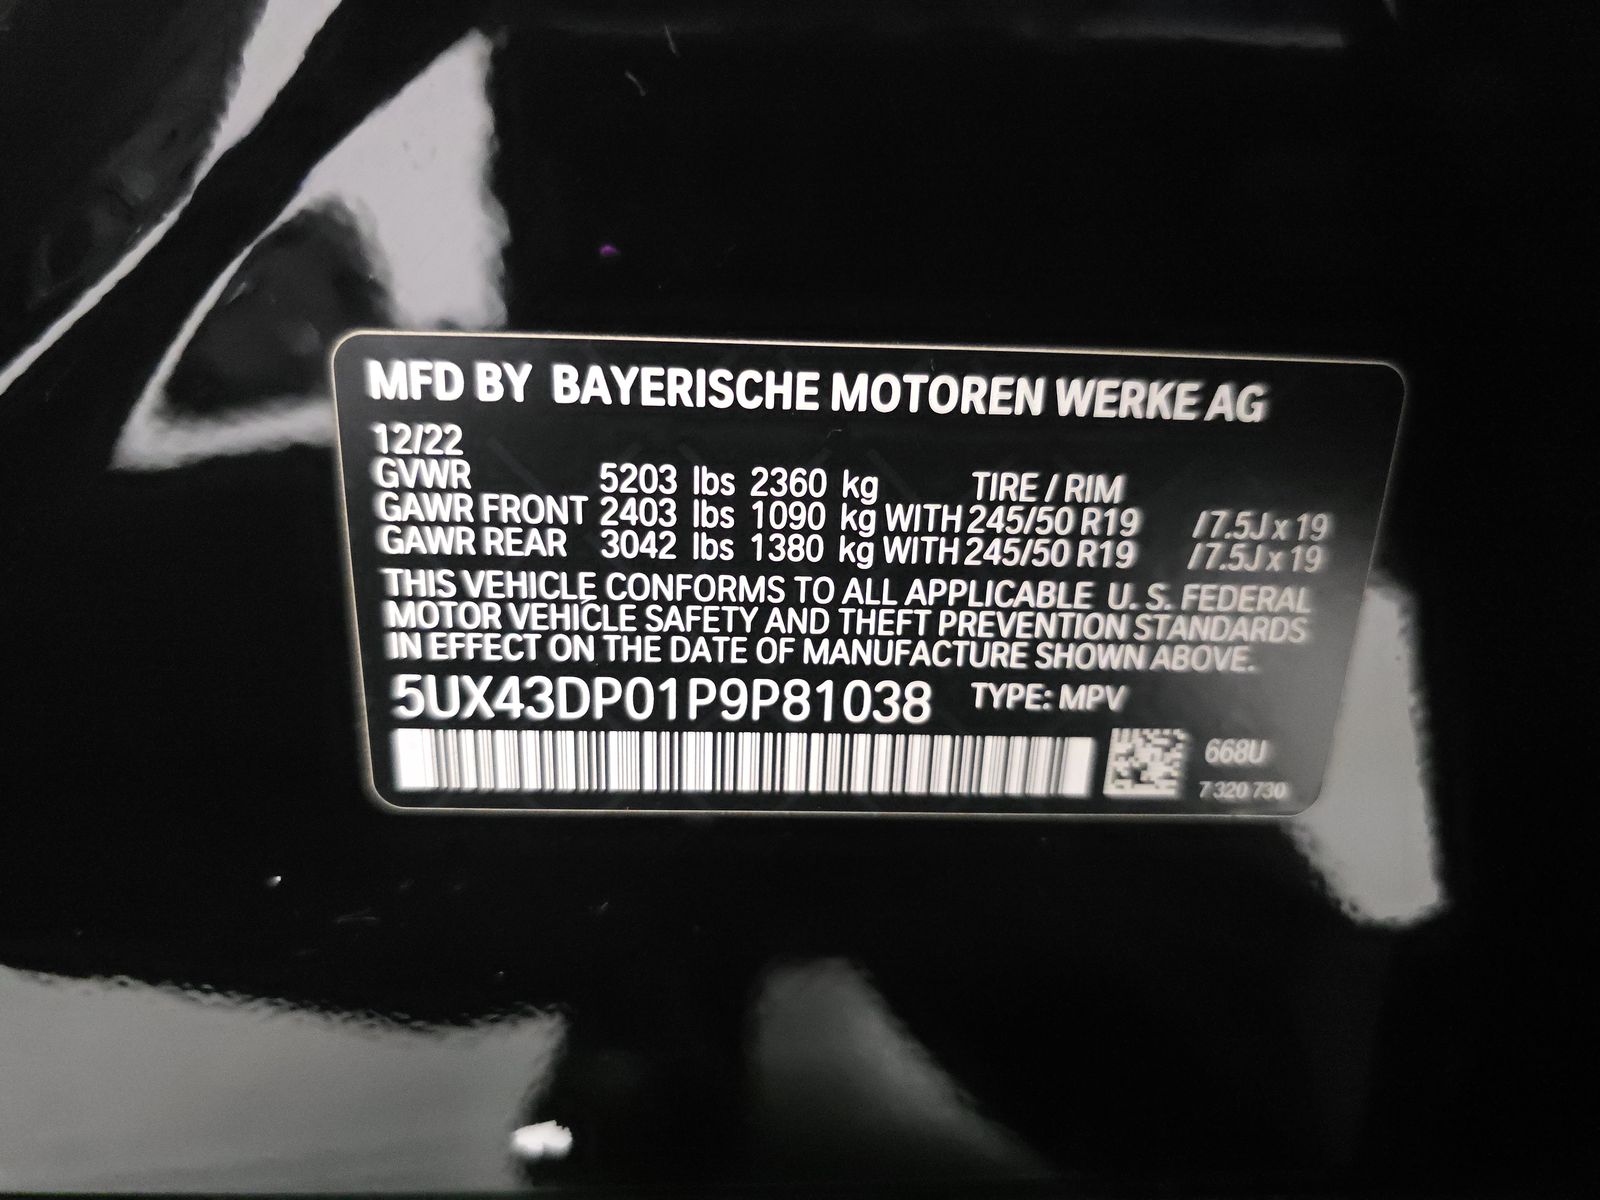 MFD BY BAYERISCHE MOTOREN WERKE AG
12/22
GVWR 5203 lbs 2360 kg TIRE / RIM
GAWR FRONT 2403 lbs 1090 kg WITH 245/50 R19 / 7.5J x 19
GAWR REAR 3042 lbs 1380 kg WITH 245/50 R19 / 7.5J x 19
THIS VEHICLE CONFORMS TO ALL APPLICABLE U. S. FEDERAL
MOTOR VEHICLE SAFETY AND THEFT PREVENTION STANDARDS
IN EFFECT ON THE DATE OF MANUFACTURE SHOWN ABOVE.
5UX43DP01P9P81038 TYPE: MPV
668U
7 320 730